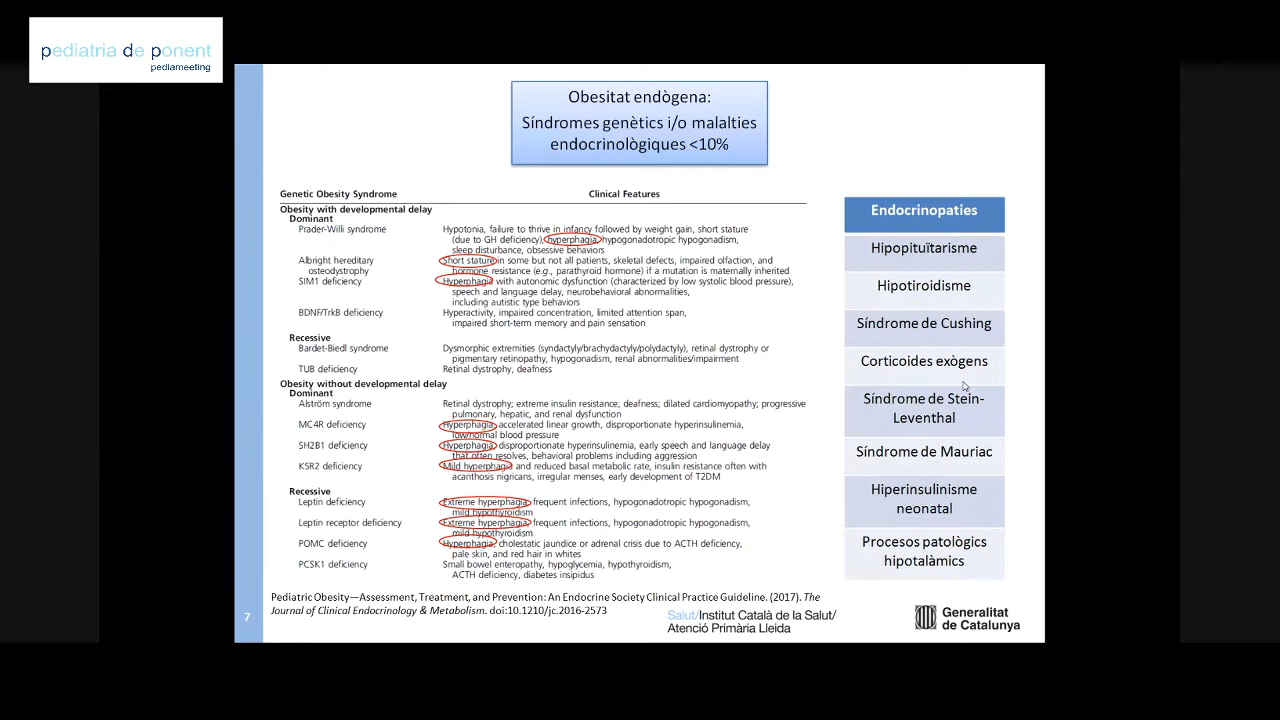 pediatria de ponent
pediameeting
Obesitat endògena:
Síndromes genètics i/o malalties
endocrinològiques <10%
Genetic Obesity Syndrome Clinical Features
Obesity with developmental delay
Dominant
Prader-Willi syndrome Hypotonia, failure to thrive in infancy followed by weight gain, short stature
(due to GH deficiency), hyperphagia, hypogonadotropic hypogonadism,
sleep disturbance, obsessive behaviors
Albright hereditary Short stature in some but not all patients, skeletal defects, impaired olfaction, and
osteodystrophy hormone resistance (e.g., parathyroid hormone) if a mutation is maternally inherited
SIM1 deficiency Hyperphagia with autonomic dysfunction (characterized by low systolic blood pressure),
speech and language delay, neurobehavioral abnormalities,
including autistic type behaviors
BDNF/TrkB deficiency Hyperactivity, impaired concentration, limited attention span,
impaired short-term memory and pain sensation
Recessive
Bardet-Biedl syndrome Dysmorphic extremities (syndactyly/brachydactyly/polydactyly), retinal dystrophy or
pigmentary retinopathy, hypogonadism, renal abnormalities/impairment
TUB deficiency Retinal dystrophy, deafness
Obesity without developmental delay
Dominant
Alström syndrome Retinal dystrophy; extreme insulin resistance; deafness; dilated cardiomyopathy; progressive
pulmonary, hepatic, and renal dysfunction
MC4R deficiency Hyperphagia, accelerated linear growth, disproportionate hyperinsulinemia,
low/normal blood pressure
SH2B1 deficiency Hyperphagia, disproportionate hyperinsulinemia, early speech and language delay
that often resolves, behavioral problems including aggression
KSR2 deficiency Mild hyperphagia and reduced basal metabolic rate, insulin resistance often with
acanthosis nigricans, irregular menses, early development of T2DM
Recessive
Leptin deficiency Extreme hyperphagia, frequent infections, hypogonadotropic hypogonadism,
mild hypothyroidism
Leptin receptor deficiency Extreme hyperphagia, frequent infections, hypogonadotropic hypogonadism,
mild hypothyroidism
POMC deficiency Hyperphagia, cholestatic jaundice or adrenal crisis due to ACTH deficiency,
pale skin, and red hair in whites
PCSK1 deficiency Small bowel enteropathy, hypoglycemia, hypothyroidism,
ACTH deficiency, diabetes insipidus
Endocrinopaties
Hipopituïtarisme
Hipotiroidisme
Síndrome de Cushing
Corticoides exògens
Síndrome de Stein-
Leventhal
Síndrome de Mauriac
Hiperinsulinisme
neonatal
Procesos patològics
hipotalàmics
Pediatric Obesity—Assessment, Treatment, and Prevention: An Endocrine Society Clinical Practice Guideline. (2017). The
Journal of Clinical Endocrinology & Metabolism. doi:10.1210/jc.2016-2573
7
Salut/Institut Català de la Salut/
Atenció Primària Lleida
Generalitat
de Catalunya